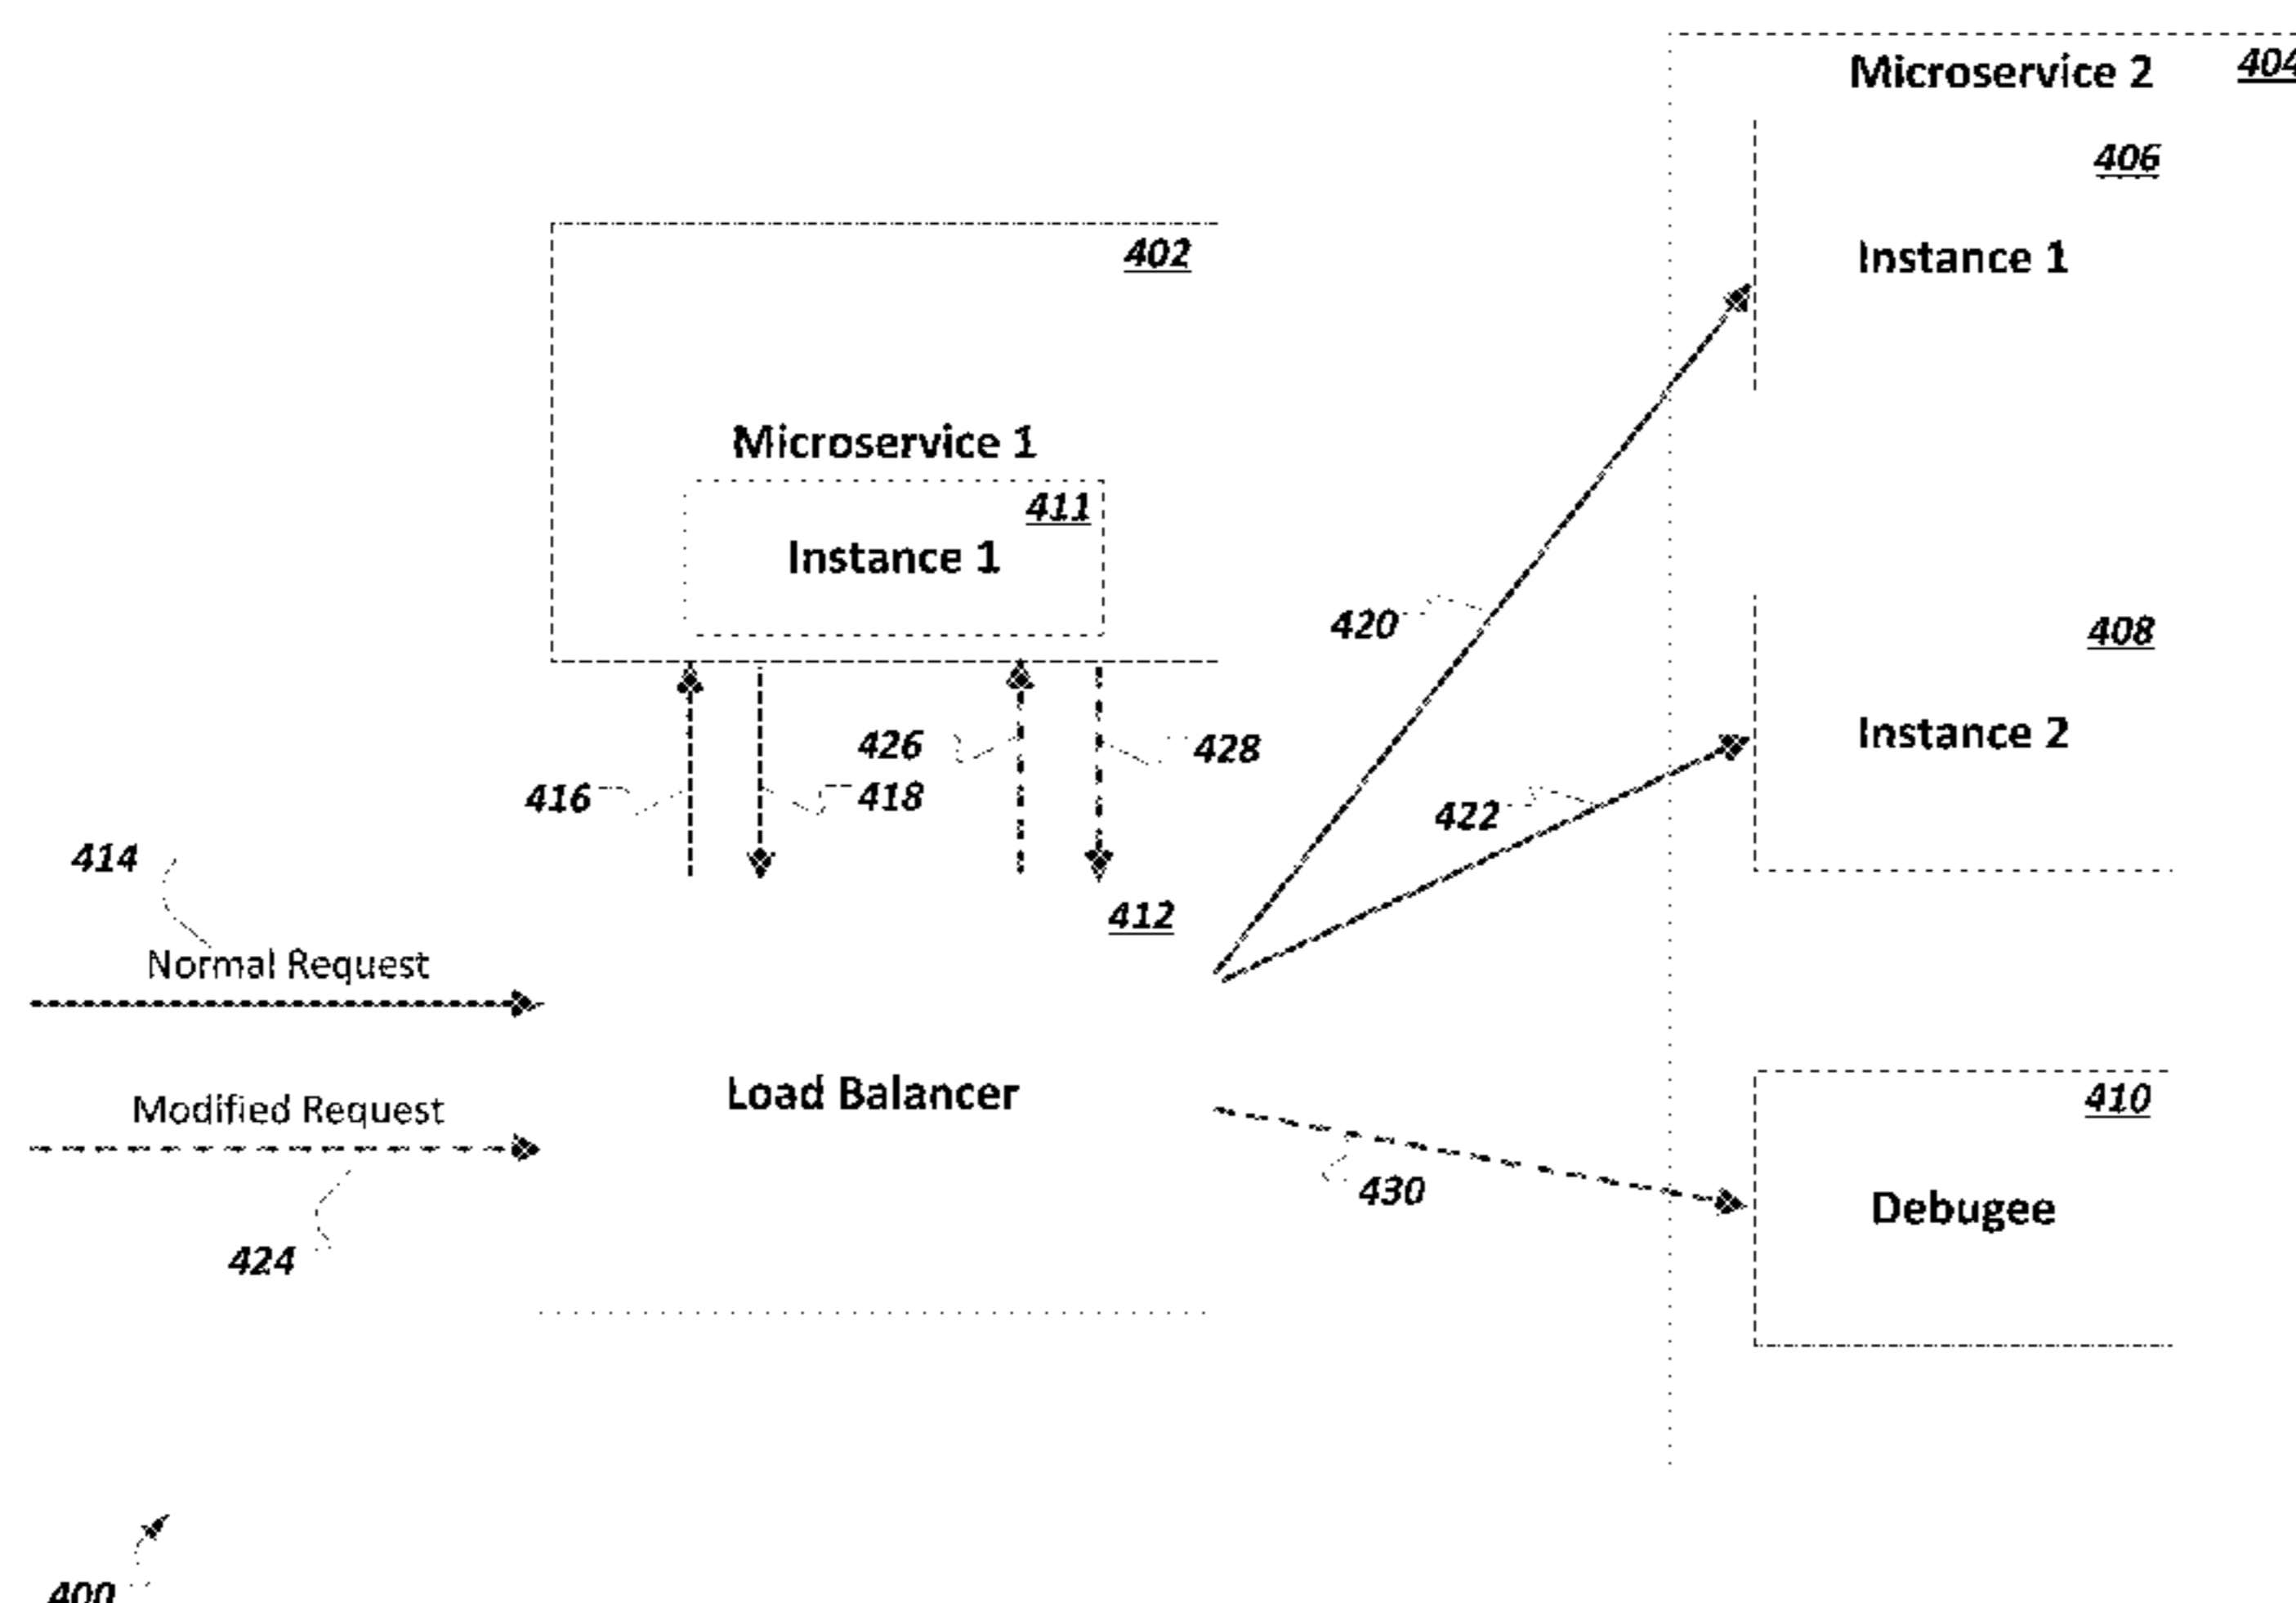 Microservice 2
404
406
Instance 1
402
Microservice 1
411
Instance 1
420
408
Instance 2
426
428
416
418
422
414
412
Normal Request
Load Balancer
Modified Request
410
430
Debugee
424
400